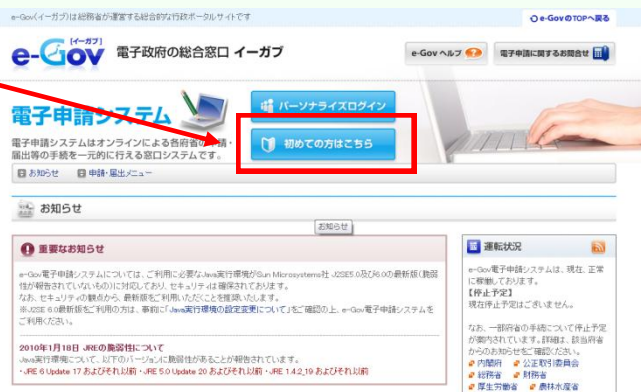 e-Gov(イーガブ)は総務省が運営する総合的な行政ポータルサイトです
e-GovのTOPへ戻る
e-Gov [イーガブ] 電子政府の総合窓口 イーガブ
e-Gov ヘルプ
電子申請に関するお問合せ
電子申請システム
パーソナライズログイン
初めての方はこちら
電子申請システムはオンラインによる各府省の申請・
届出等の手続を一元的に行える窓口システムです。
お知らせ 申請・届出メニュー
お知らせ
お知らせ
重要なお知らせ
e-Gov電子申請システムについては、ご利用に必要なJava実行環境がSun Microsystems社 J2SE5.0及び6.0の最新版(脆弱
性が報告されていないもの)に対応しており、セキュリティは確保されております。
なお、セキュリティの観点から、最新版をご利用いただくことを推奨いたします。
※J2SE 6.0最新版をご利用の方は、事前に「Java実行環境の設定変更について」をご確認の上、e-Gov電子申請システムを
ご利用ください。
2010年1月18日 JREの脆弱性について
Java実行環境について、以下のバージョンに脆弱性があることが報告されています。
・JRE 6 Update 17 およびそれ以前 ・JRE 5.0 Update 20 およびそれ以前 ・JRE 1.4.2_19 およびそれ以前
運転状況
e-Gov電子申請システムは、現在、正常
に稼働しております。
【停止予定】
現在停止予定はございません。
なお、一部府省の手続について停止予定
が案内されています。詳細は、該当府省
からのお知らせをご確認ください。
内閣府 公正取引委員会
総務省 財務省
厚生労働省 農林水産省